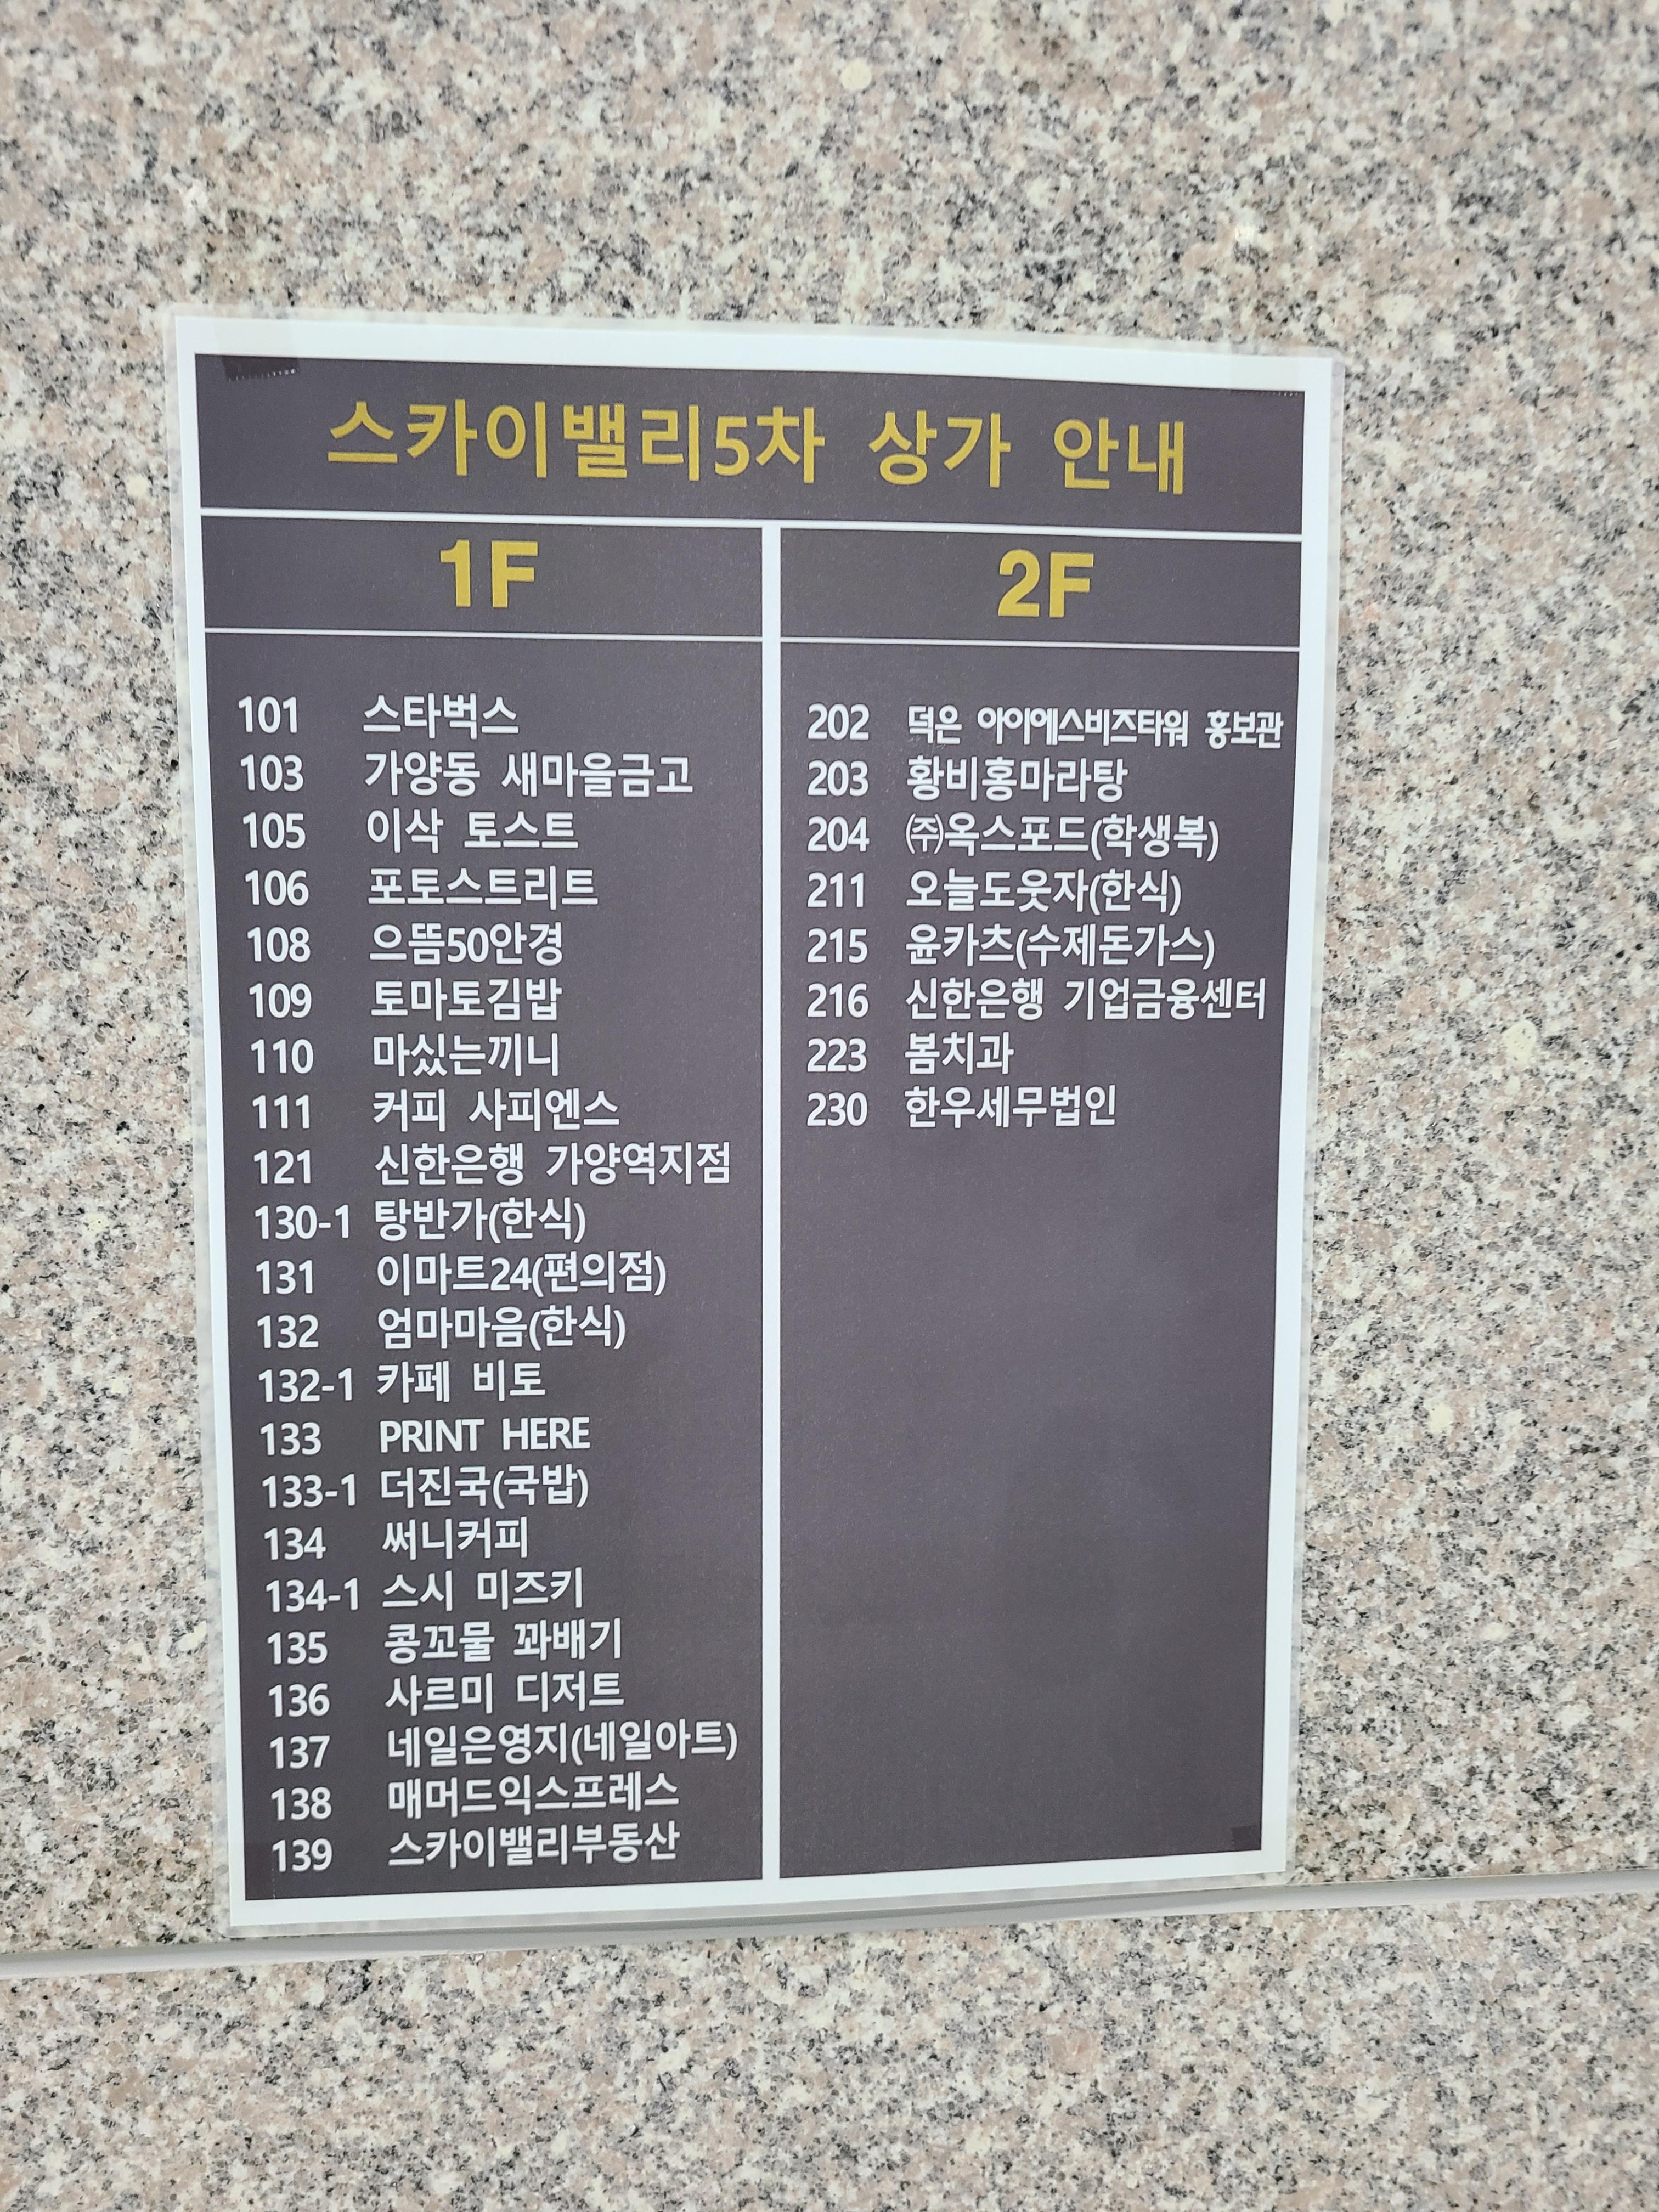 스카이밸리5차 상가 안내
1F
101 스타벅스
103 가양동 새마을금고
105 이삭 토스트
106 포토스트리트
108 으뜸50안경
109 토마토김밥
110 마싰는끼니
111 커피 사피엔스
121 신한은행 가양역지점
130-1 탕반가(한식)
131 이마트24(편의점)
132 엄마마음(한식)
132-1 카페 비토
133 PRINT HERE
133-1 더진국(국밥)
134 써니커피
134-1 스시 미즈키
135 콩꼬물 꽈배기
136 사르미 디저트
137 네일은영지(네일아트)
138 매머드익스프레스
139 스카이밸리부동산
2F
202 덕은 아이에스비즈타워 홍보관
203 황비홍마라탕
204 ㈜옥스포드(학생복)
211 오늘도웃자(한식)
215 윤카츠(수제돈가스)
216 신한은행 기업금융센터
223 봄치과
230 한우세무법인